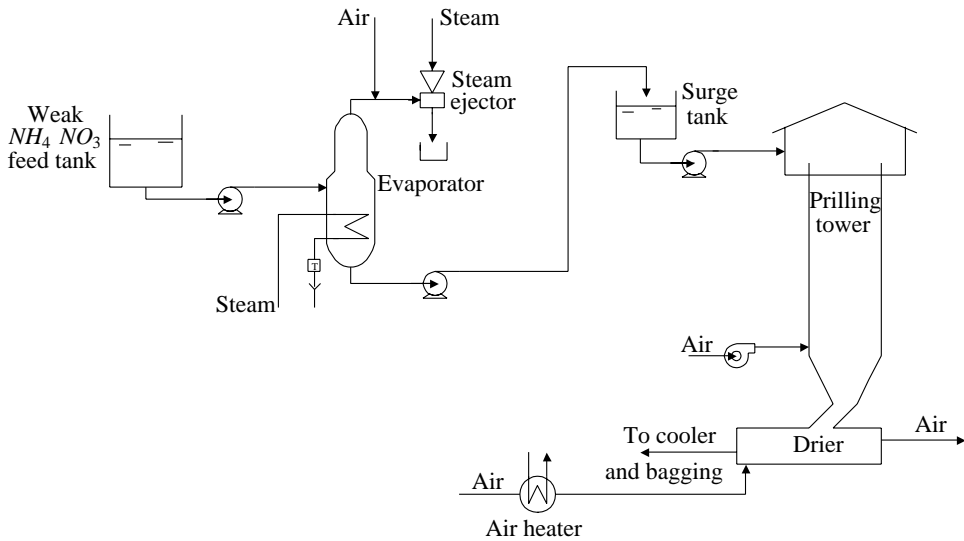 Air
Steam
Steam
ejector
Weak
NH4 NO3
feed tank
Surge
tank
Evaporator
Prilling
tower
T
Steam
Air
To cooler
and bagging
Drier
Air
Air
Air heater